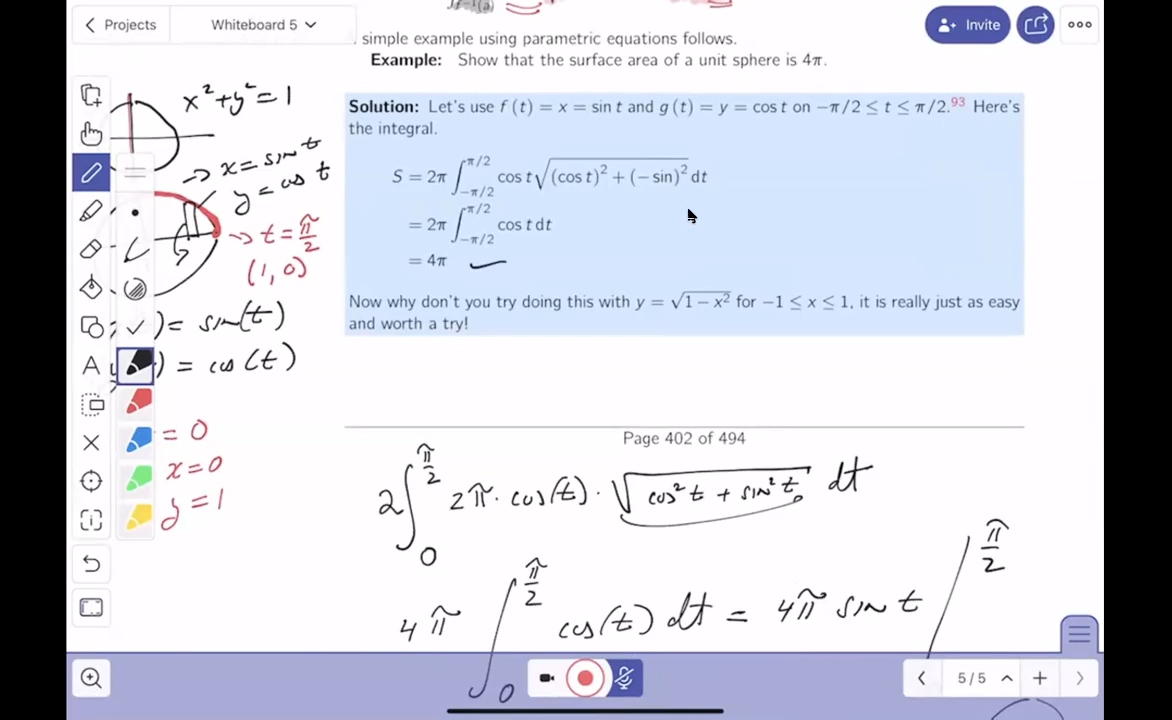 Projects
Whiteboard 5
Invite
simple example using parametric equations follows.
Example: Show that the surface area of a unit sphere is 4π.
Solution: Let's use f (t) = x = sin t and g (t) = y = cos t on −π/2 ≤ t ≤ π/2.⁹³ Here's
the integral.
S = 2π ∫_{−π/2}^{π/2} cos t √((cos t)² + (− sin)²) dt
= 2π ∫_{−π/2}^{π/2} cos t dt
= 4π
Now why don't you try doing this with y = √(1 − x²) for −1 ≤ x ≤ 1, it is really just as easy
and worth a try!
Page 402 of 494
x² + y² = 1
→ x = sin t
y = cos t
→ t = π/2
(1, 0)
) = sin(t)
) = cos(t)
= 0
x = 0
y = 1
2 ∫_0^{π/2} 2π · cos(t) · √(cos² t + sin² t) dt
4π ∫_0^{π/2} cos(t) dt = 4π sin t |^{π/2}
A
5/5